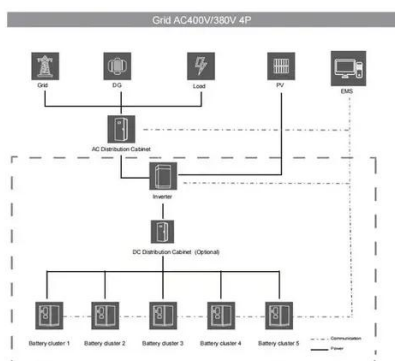 Grid AC400V/380V 4P
Grid
DG
Load
PV
EMS
AC Distribution Cabinet
Inverter
DC Distribution Cabinet (Optional)
Battery cluster 1
Battery cluster 2
Battery cluster 3
Battery cluster 4
Battery cluster 5
Communication
Power